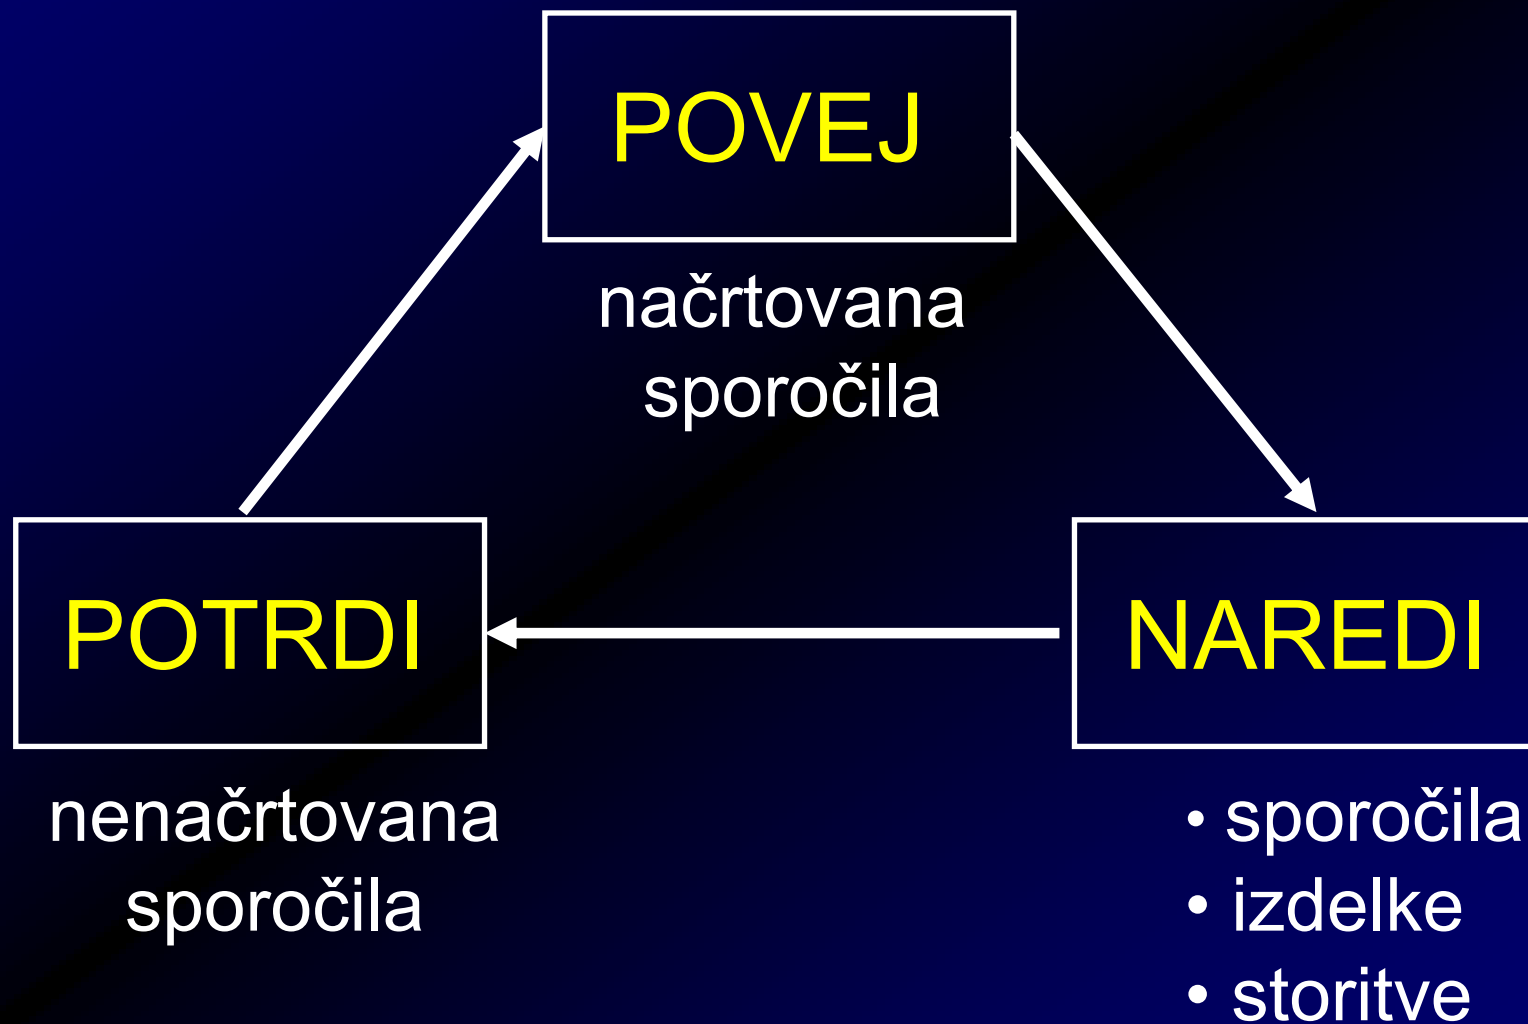 POVEJ
načrtovana
sporočila
POTRDI
nenačrtovana
sporočila
NAREDI
• sporočila
• izdelke
• storitve